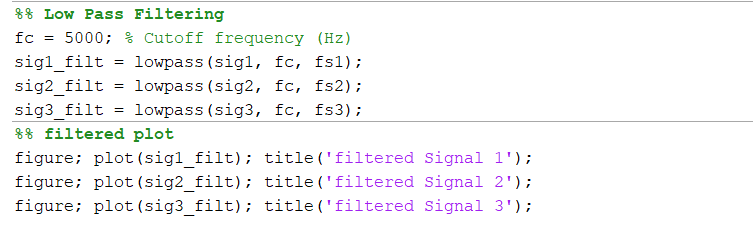 %% Low Pass Filtering
fc = 5000; % Cutoff frequency (Hz)
sig1_filt = lowpass(sig1, fc, fs1);
sig2_filt = lowpass(sig2, fc, fs2);
sig3_filt = lowpass(sig3, fc, fs3);
%% filtered plot
figure; plot(sig1_filt); title('filtered Signal 1');
figure; plot(sig2_filt); title('filtered Signal 2');
figure; plot(sig3_filt); title('filtered Signal 3');